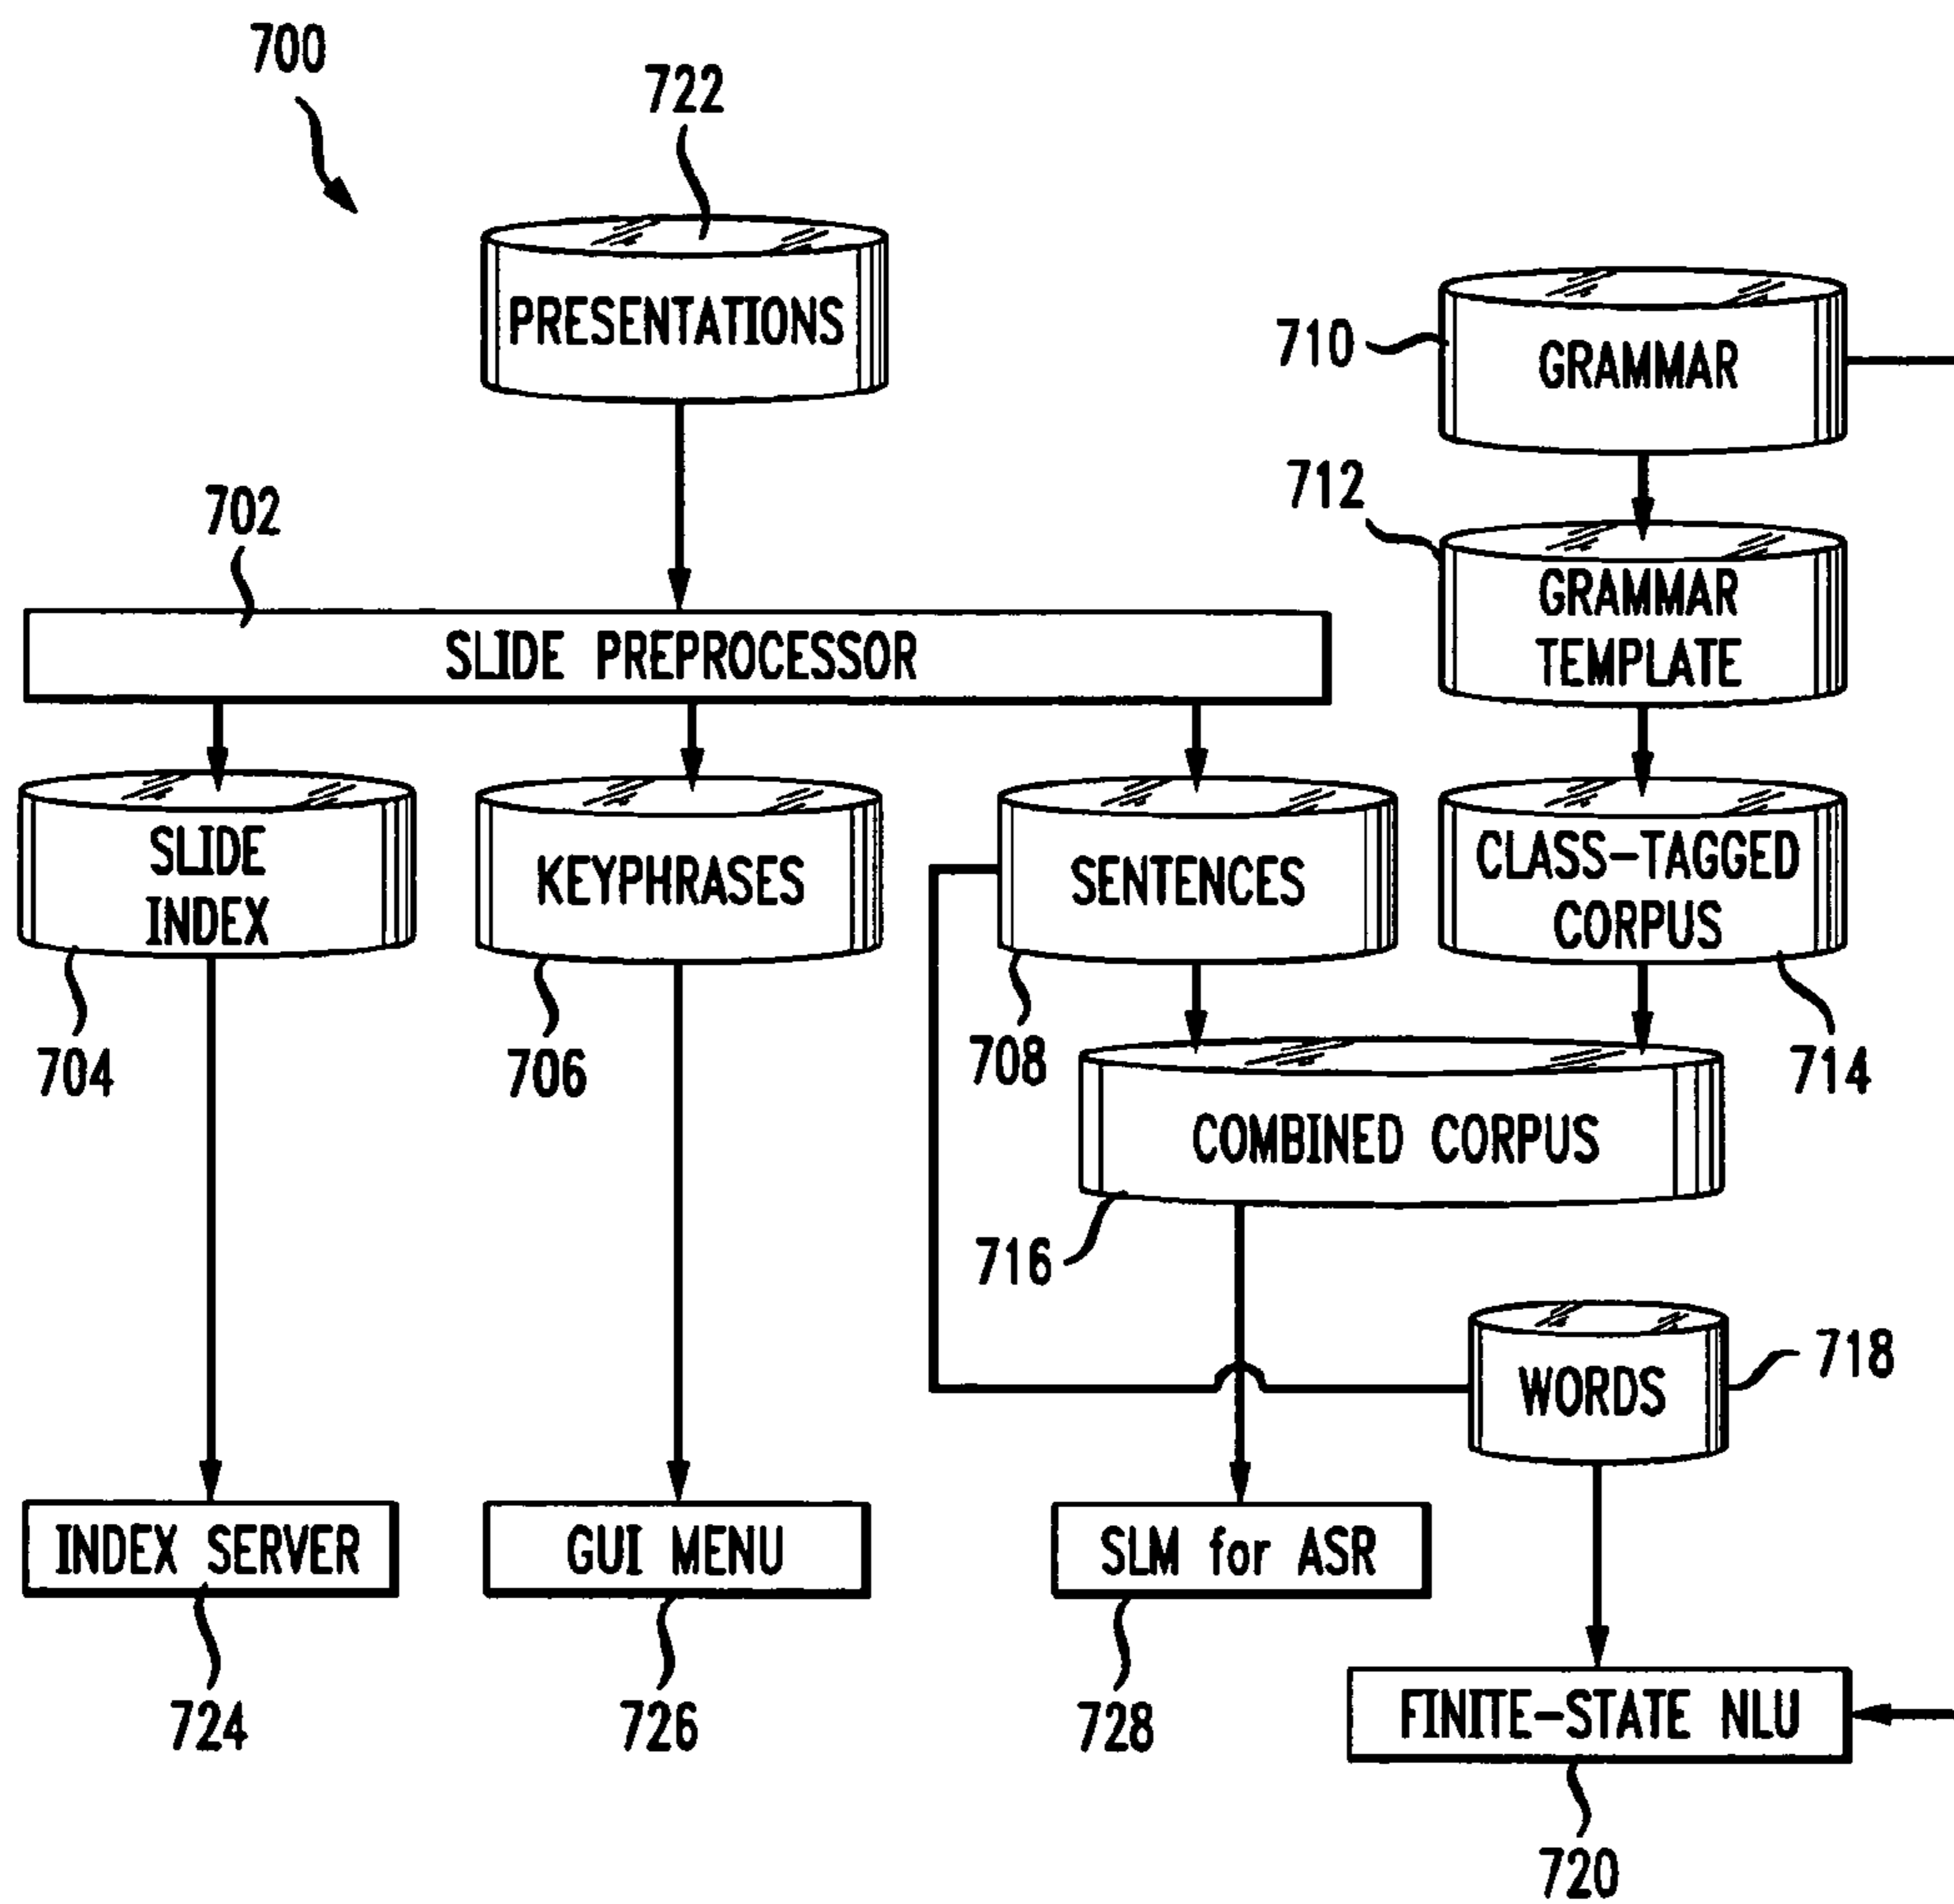 700
722
PRESENTATIONS
710
GRAMMAR
712
702
GRAMMAR
TEMPLATE
SLIDE PREPROCESSOR
SLIDE
INDEX
KEYPHRASES
SENTENCES
CLASS-TAGGED
CORPUS
704
706
708
714
COMBINED CORPUS
716
718
WORDS
INDEX SERVER
GUI MENU
SLM for ASR
724
726
728
FINITE-STATE NLU
720